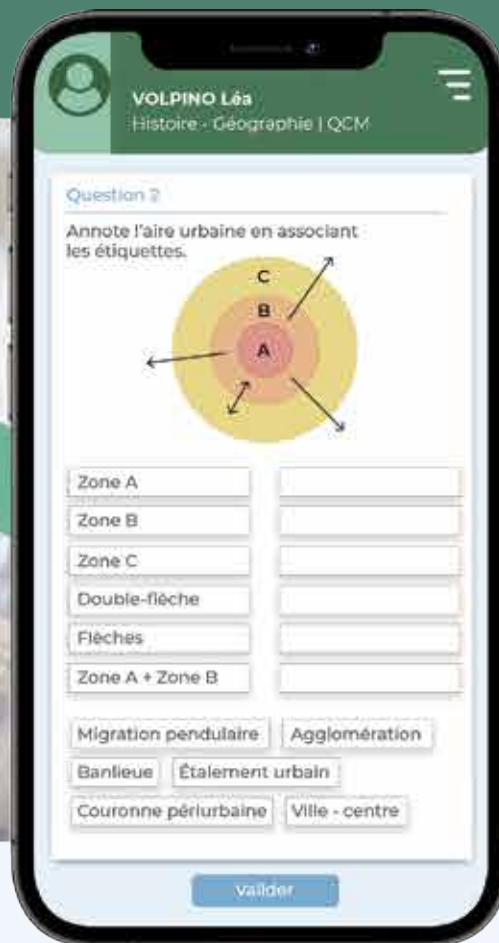 VOLPINO Léa
Histoire - Géographie | QCM
Question 2
Annote l'aire urbaine en associant
les étiquettes.
C
B
A
Zone A
Zone B
Zone C
Double-flèche
Flèches
Zone A + Zone B
Migration pendulaire Agglomération
Banlieue Étalement urbain
Couronne périurbaine Ville - centre
Valider